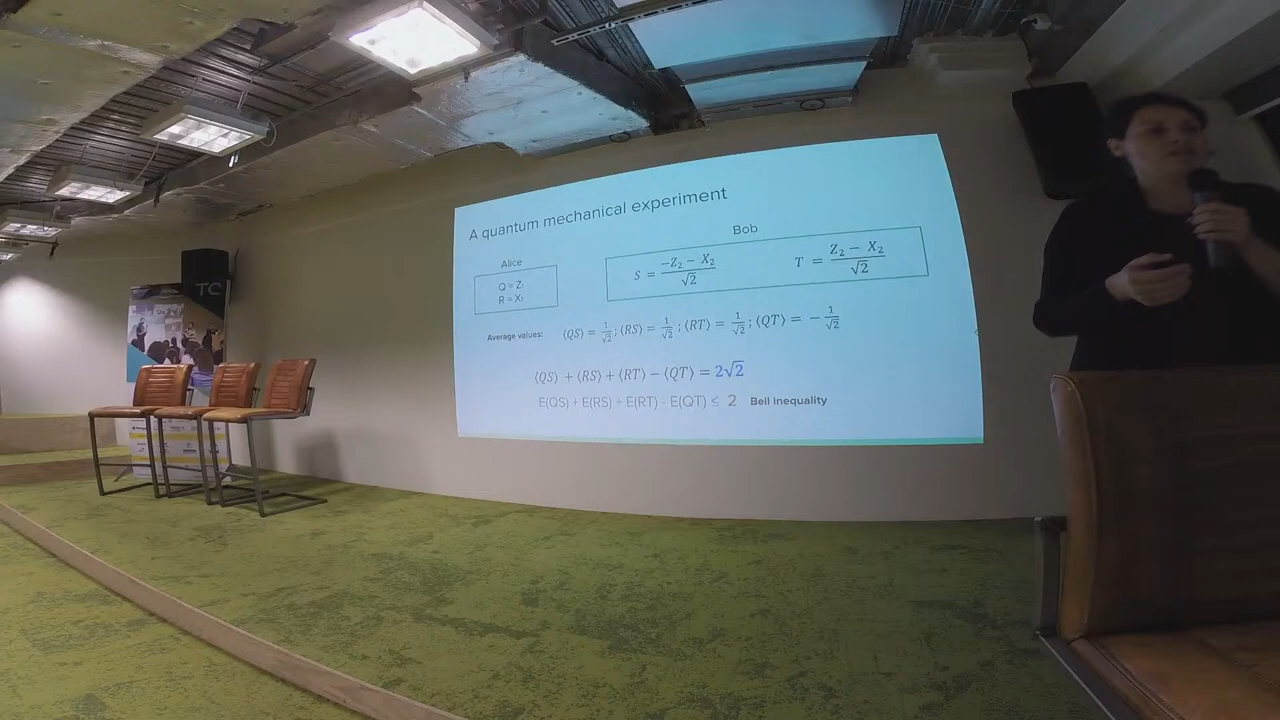 TC
A quantum mechanical experiment
Alice
Bob
Q = Z₁
R = X₁
S = (-Z₂ - X₂)/√2
T = (Z₂ - X₂)/√2
Average values: ⟨QS⟩ = 1/√2 ; ⟨RS⟩ = 1/√2 ; ⟨RT⟩ = 1/√2 ; ⟨QT⟩ = - 1/√2
⟨QS⟩ + ⟨RS⟩ + ⟨RT⟩ - ⟨QT⟩ = 2√2
E(QS) + E(RS) + E(RT) - E(QT) ≤ 2 Bell inequality